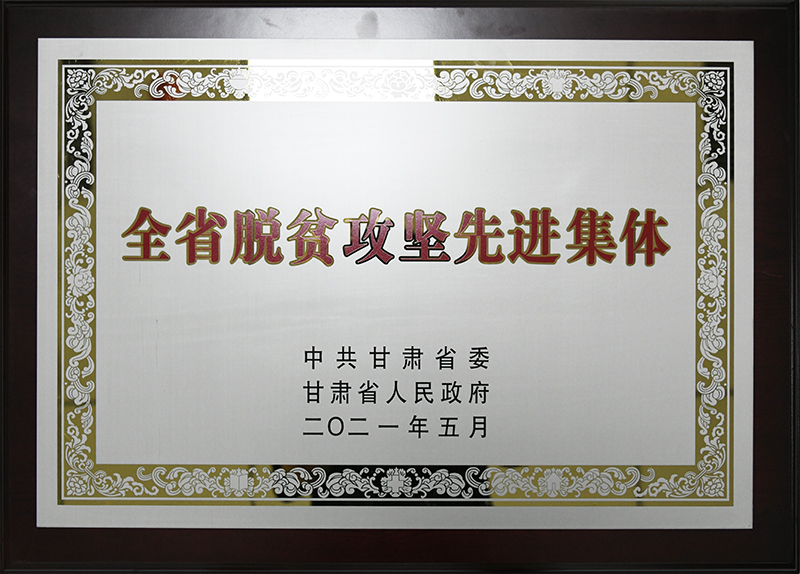 全省脱贫攻坚先进集体
中共甘肃省委
甘肃省人民政府
二〇二一年五月